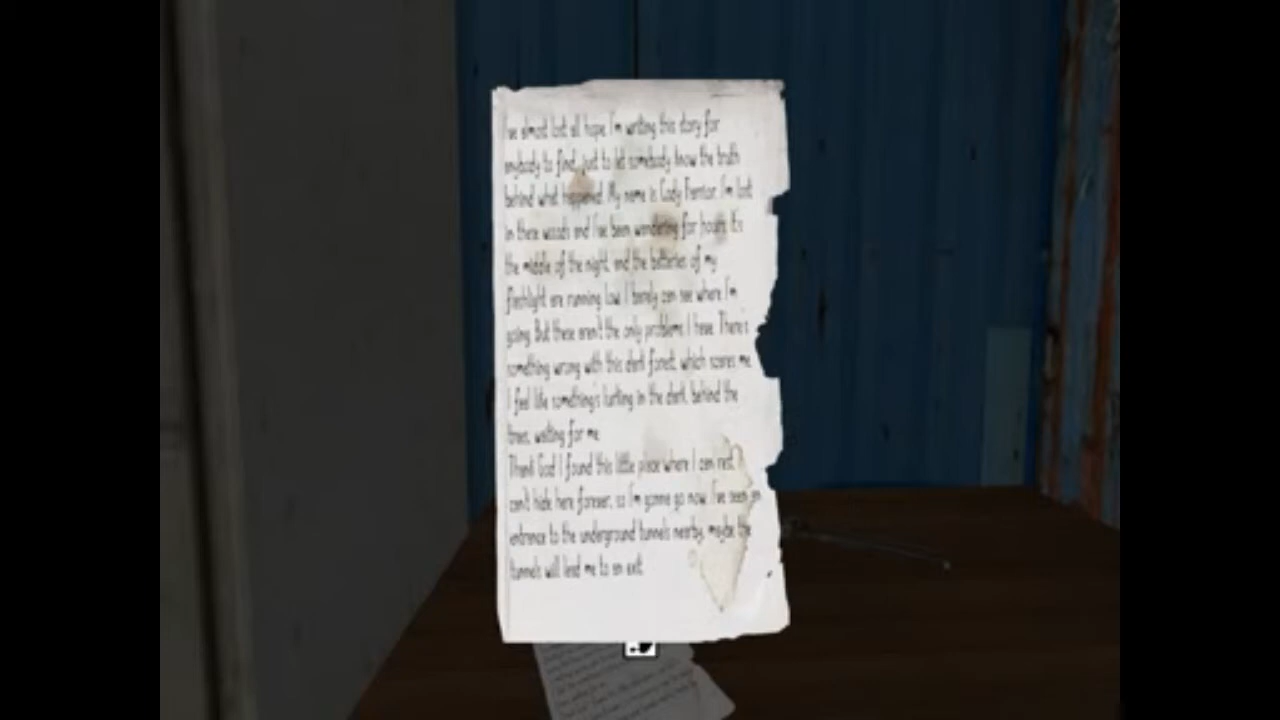 I've almost lost all hope. I'm writing this story for
anybody to find, just to let somebody know the truth
behind what happened. My name is Cody I'm lost
in these woods and I've been wandering for hours. It's
the middle of the night, and the batteries of my
flashlight are running low. I barely can see where I'm
going. But these aren't the only problems I have. There's
something wrong with this dark forest, which scares me.
I feel like something's lurking in the dark, behind the
trees, waiting for me.
Thank God I found this little place where I can rest. I
can't hide here forever, so I'm gonna go now. I've seen an
entrance to the underground tunnels nearby, maybe the
tunnels will lead me to an exit.